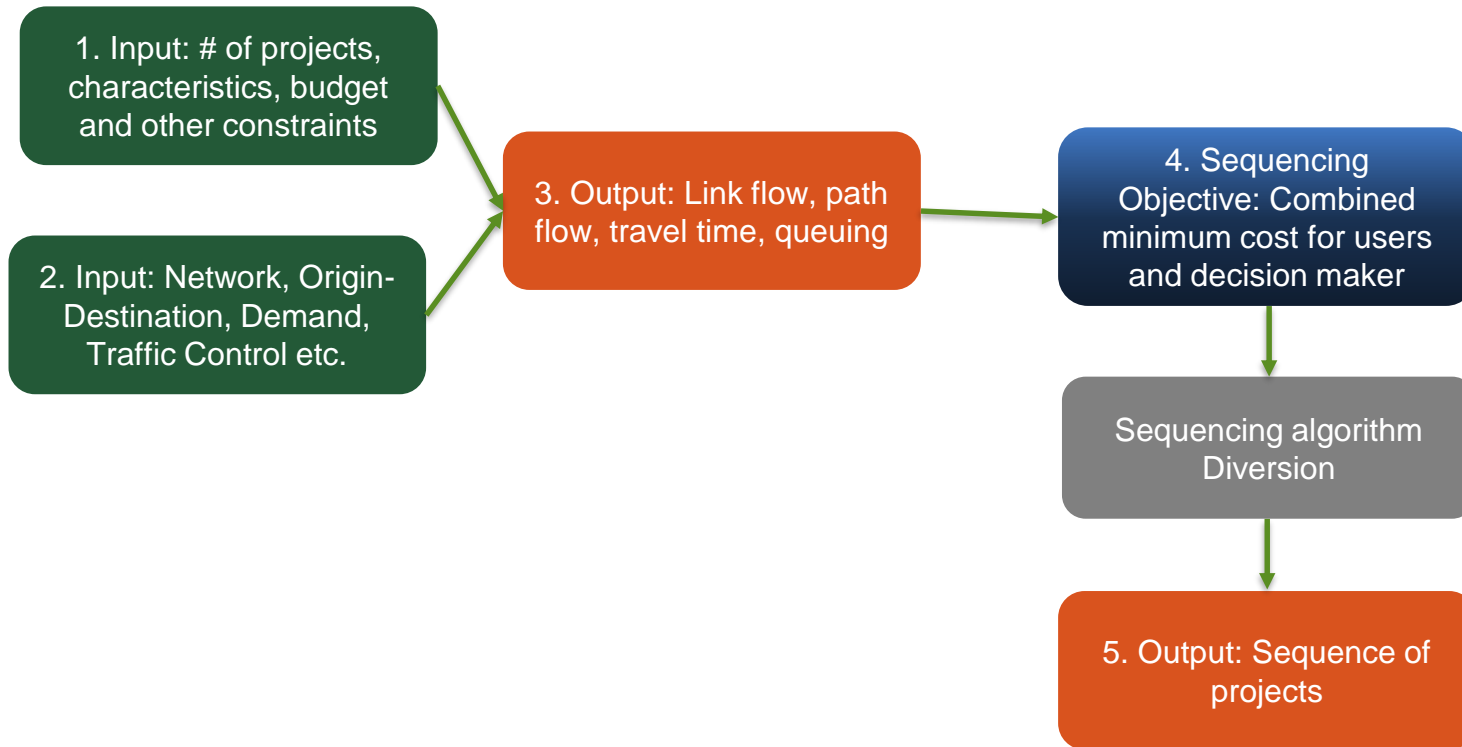 1. Input: # of projects,
characteristics, budget
and other constraints
2. Input: Network, Origin-
Destination, Demand,
Traffic Control etc.
3. Output: Link flow, path
flow, travel time, queuing
4. Sequencing
Objective: Combined
minimum cost for users
and decision maker
Sequencing algorithm
Diversion
5. Output: Sequence of
projects